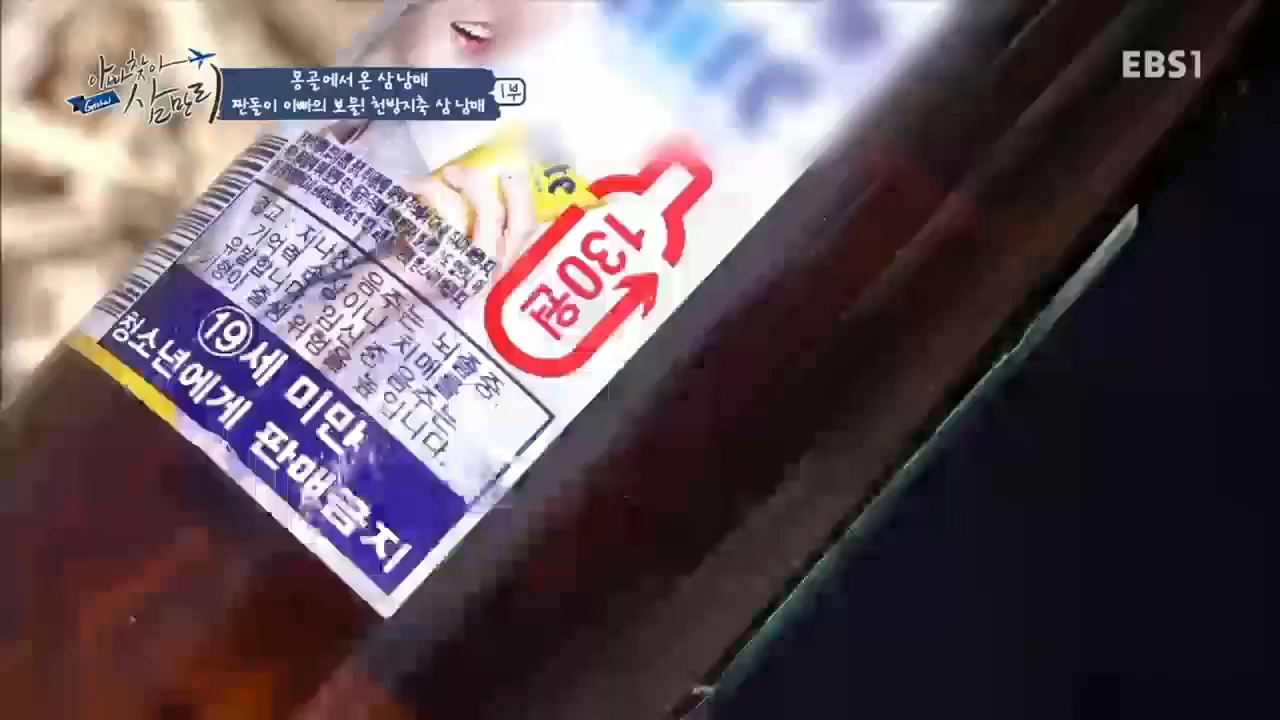 아빠찾아
삼만리
Global
몽골에서 온 삼 남매
짠돌이 아빠의 보물! 천방지축 삼 남매
1부
EBS1
130원
경고 : 지나친 음주는 뇌졸중,
기억력 손상이나 치매를
유발합니다. 임신 중 음주는
기형아 출생 위험을 높입니다.
19세 미만
청소년에게 판매금지